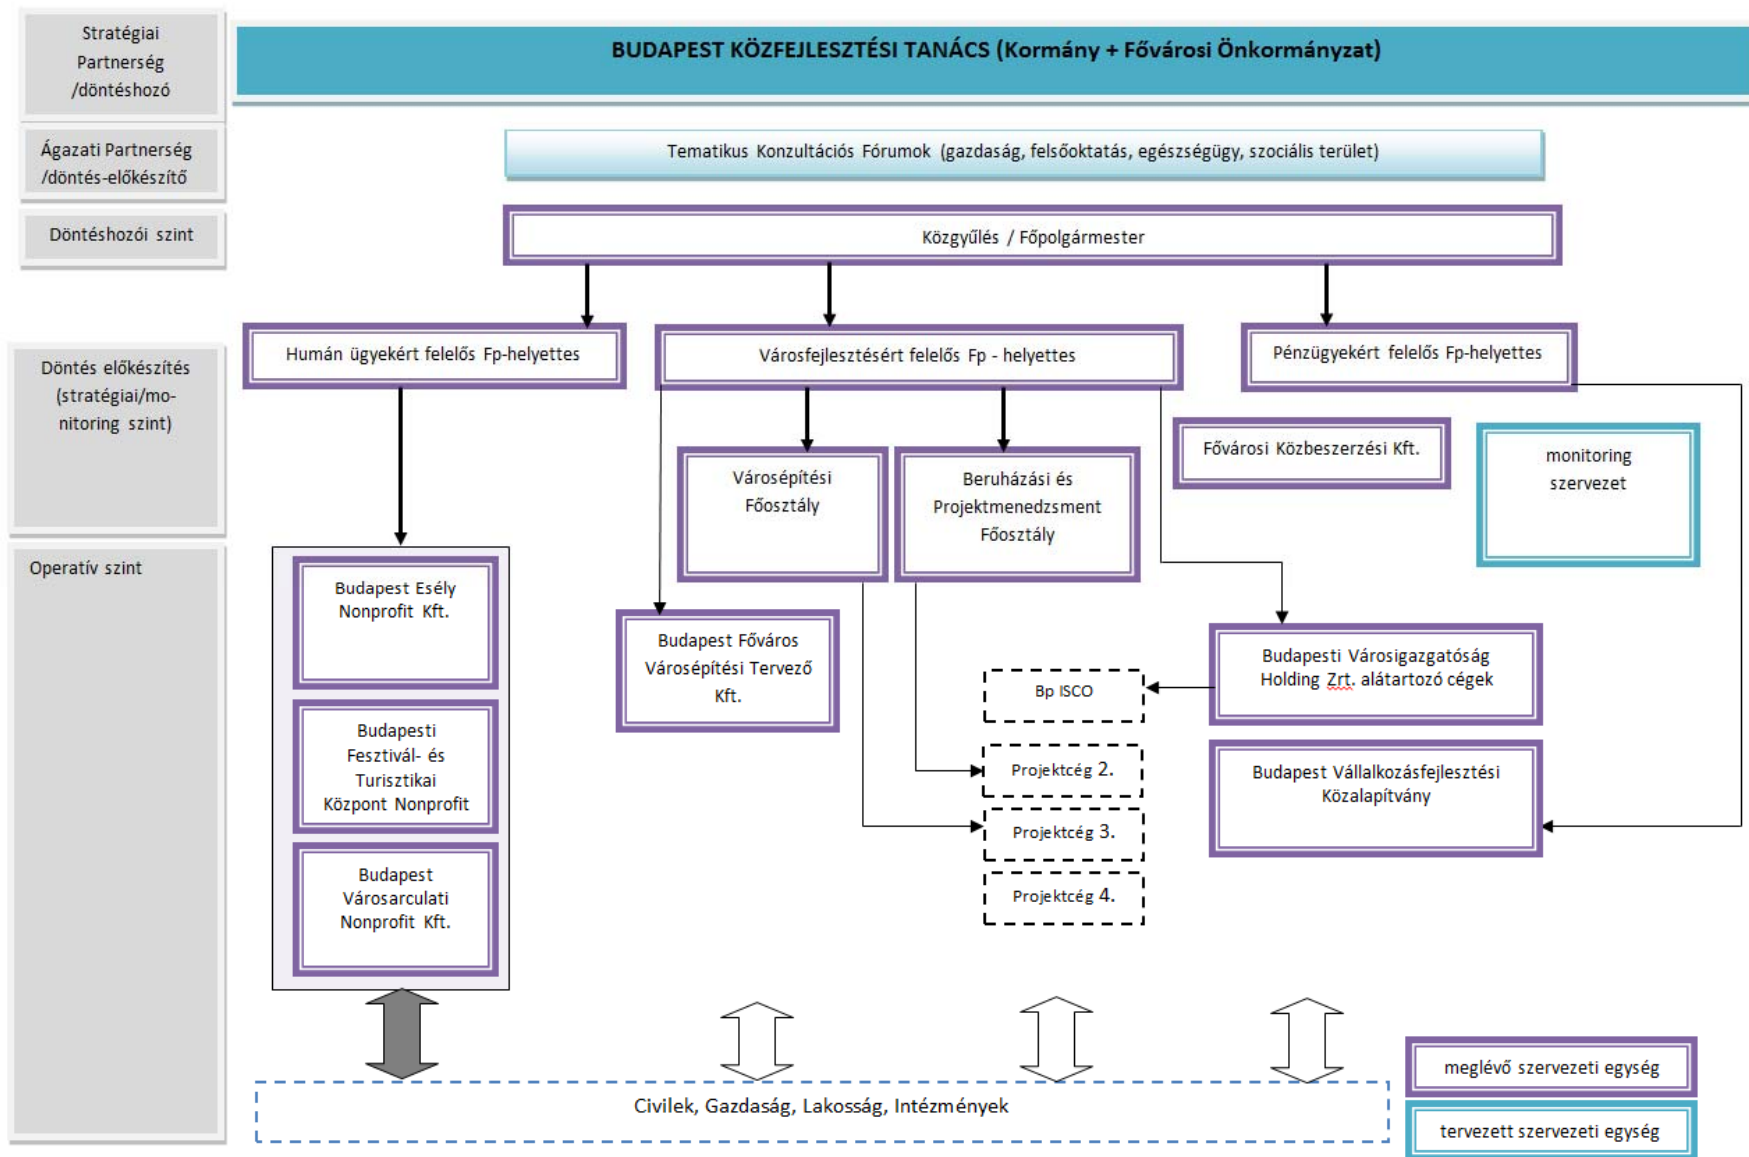 Stratégiai
Partnerség
/döntéshozó
BUDAPEST KÖZFEJLESZTÉSI TANÁCS (Kormány + Fővárosi Önkormányzat)
Ágazati Partnerség
/döntés-előkészítő
Tematikus Konzultációs Fórumok (gazdaság, felsőoktatás, egészségügy, szociális terület)
Döntéshozói szint
Közgyűlés / Főpolgármester
Döntés előkészítés
(stratégiai/mo-
nitoring szint)
Humán ügyekért felelős Fp-helyettes
Városfejlesztésért felelős Fp - helyettes
Pénzügyekért felelős Fp-helyettes
Városépítési
Főosztály
Beruházási és
Projektmenedzsment
Főosztály
Fővárosi Közbeszerzési Kft.
monitoring
szervezet
Operatív szint
Budapest Esély
Nonprofit Kft.
Budapesti
Fesztivál- és
Turisztikai
Központ Nonprofit
Budapest
Városarculati
Nonprofit Kft.
Budapest Főváros
Városépítési Tervező
Kft.
Bp ISCO
Projektcég 2.
Projektcég 3.
Projektcég 4.
Budapesti Városigazgatóság
Holding Zrt. alátartozó cégek
Budapest Vállalkozásfejlesztési
Közalapítvány
Civilek, Gazdaság, Lakosság, Intézmények
meglévő szervezeti egység
tervezett szervezeti egység